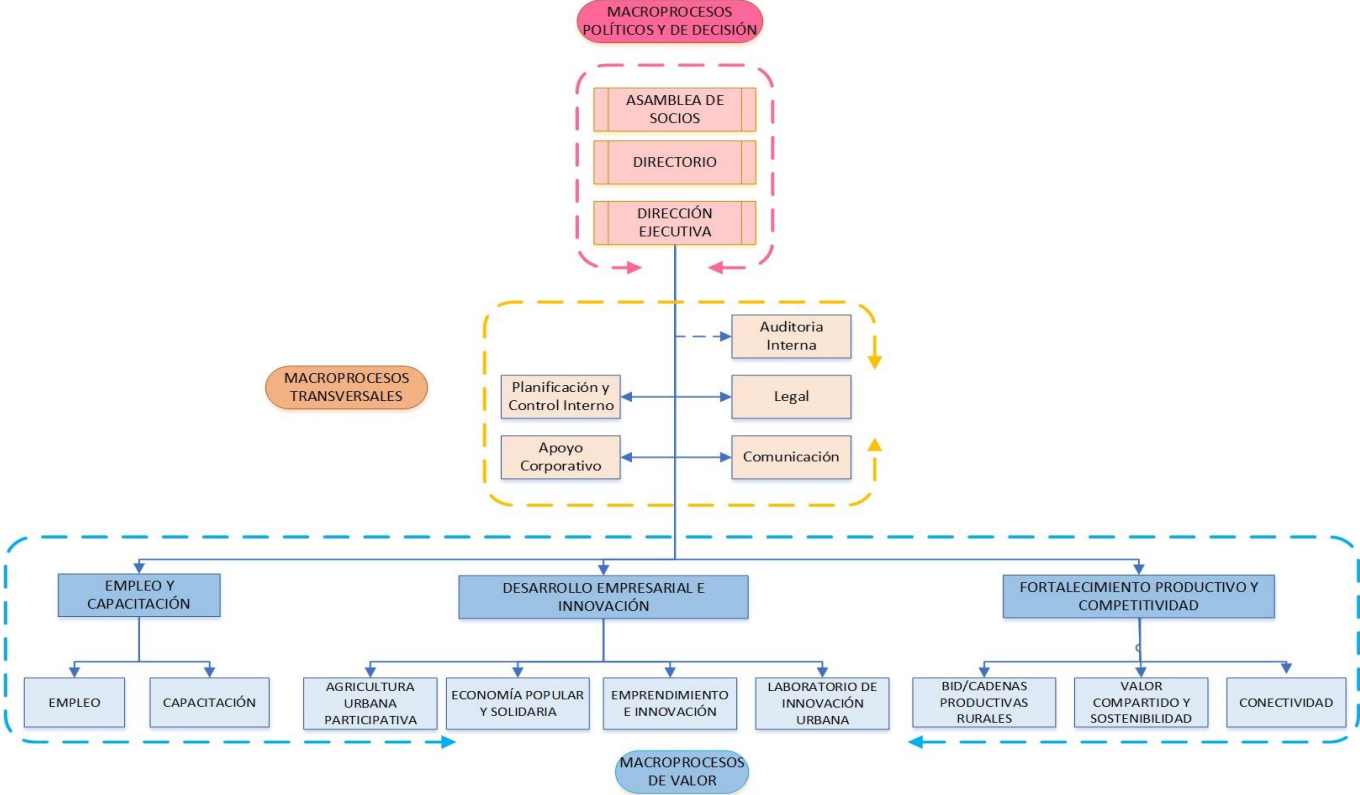 MACROPROCESOS
POLÍTICOS Y DE DECISIÓN
ASAMBLEA DE
SOCIOS
DIRECTORIO
DIRECCIÓN
EJECUTIVA
MACROPROCESOS
TRANSVERSALES
Auditoria
Interna
Planificación y
Control Interno
Legal
Apoyo
Corporativo
Comunicación
EMPLEO Y
CAPACITACIÓN
DESARROLLO EMPRESARIAL E
INNOVACIÓN
FORTALECIMIENTO PRODUCTIVO Y
COMPETITIVIDAD
EMPLEO
CAPACITACIÓN
AGRICULTURA
URBANA
PARTICIPATIVA
ECONOMÍA POPULAR
Y SOLIDARIA
EMPRENDIMIENTO
E INNOVACIÓN
LABORATORIO DE
INNOVACIÓN
URBANA
BID/CADENAS
PRODUCTIVAS
RURALES
VALOR
COMPARTIDO Y
SOSTENIBILIDAD
CONECTIVIDAD
MACROPROCESOS
DE VALOR